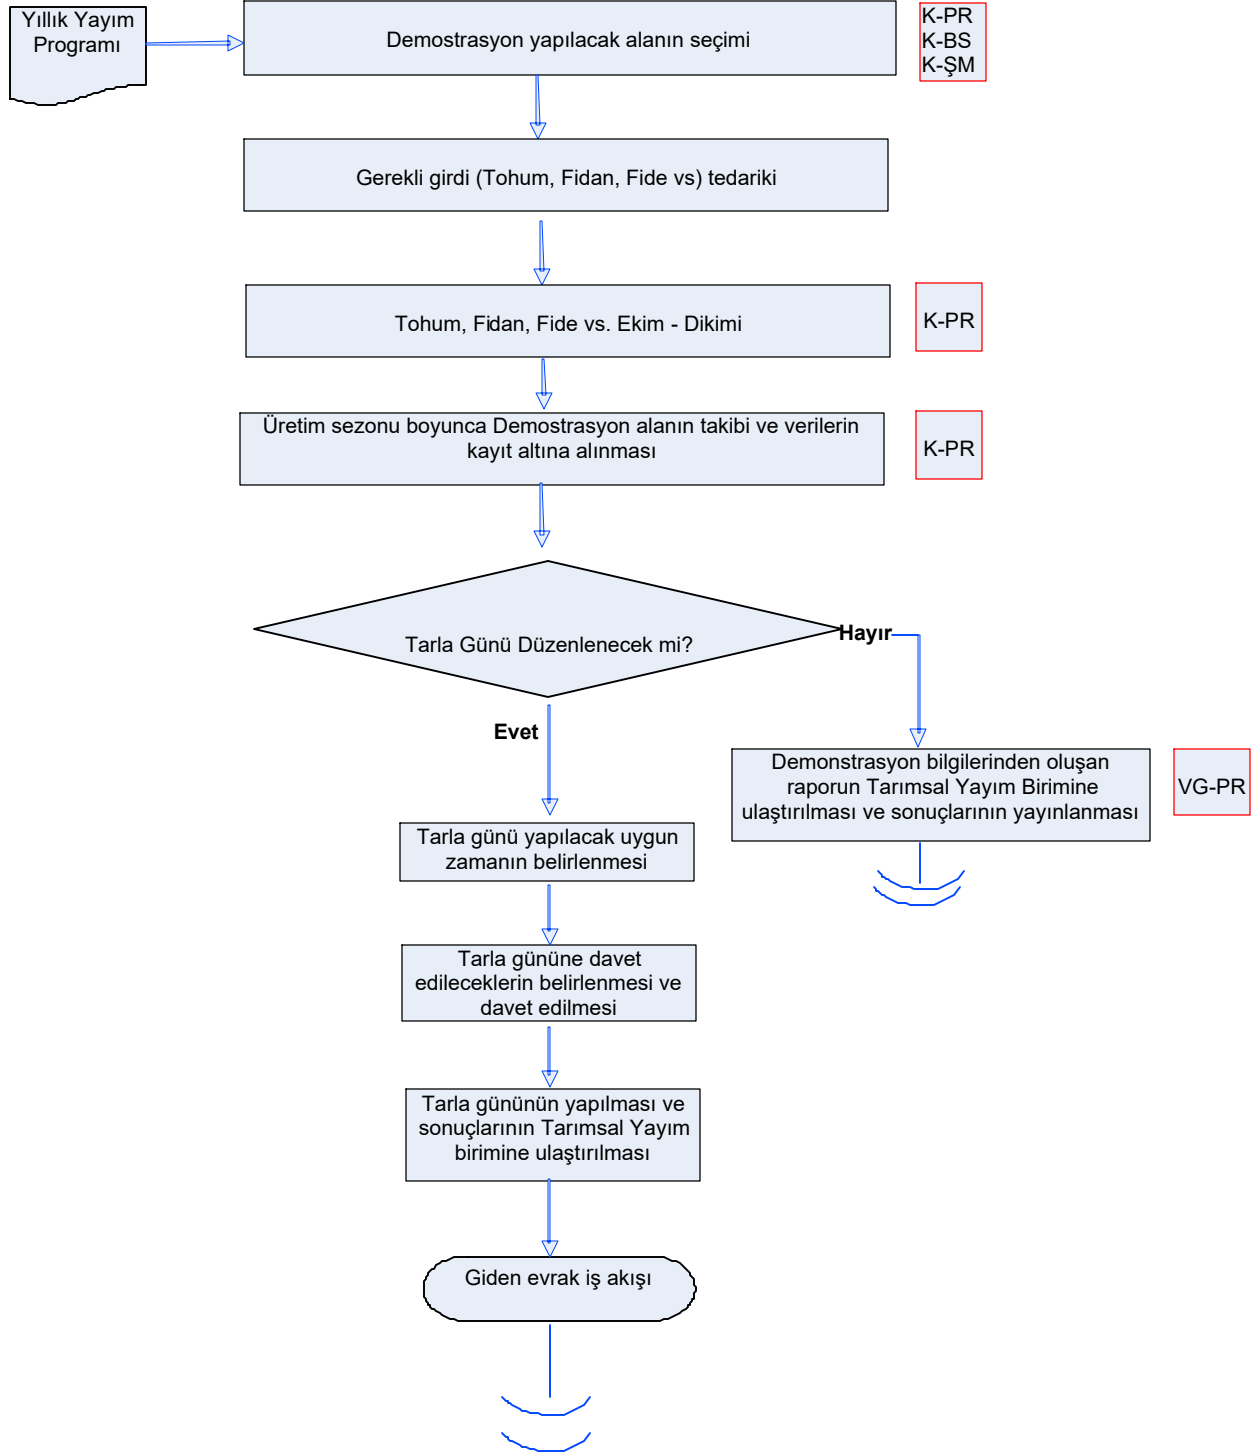 Yıllık Yayım
Programı
Demostrasyon yapılacak alanın seçimi
K-PR
K-BS
K-ŞM
Gerekli girdi (Tohum, Fidan, Fide vs) tedariki
Tohum, Fidan, Fide vs. Ekim - Dikimi
K-PR
Üretim sezonu boyunca Demostrasyon alanın takibi ve verilerin
kayıt altına alınması
K-PR
Tarla Günü Düzenlenecek mi?
Hayır
Evet
Demonstrasyon bilgilerinden oluşan
raporun Tarımsal Yayım Birimine
ulaştırılması ve sonuçlarının yayınlanması
VG-PR
Tarla günü yapılacak uygun
zamanın belirlenmesi
Tarla gününe davet
edileceklerin belirlenmesi ve
davet edilmesi
Tarla gününün yapılması ve
sonuçlarının Tarımsal Yayım
birimine ulaştırılması
Giden evrak iş akışı